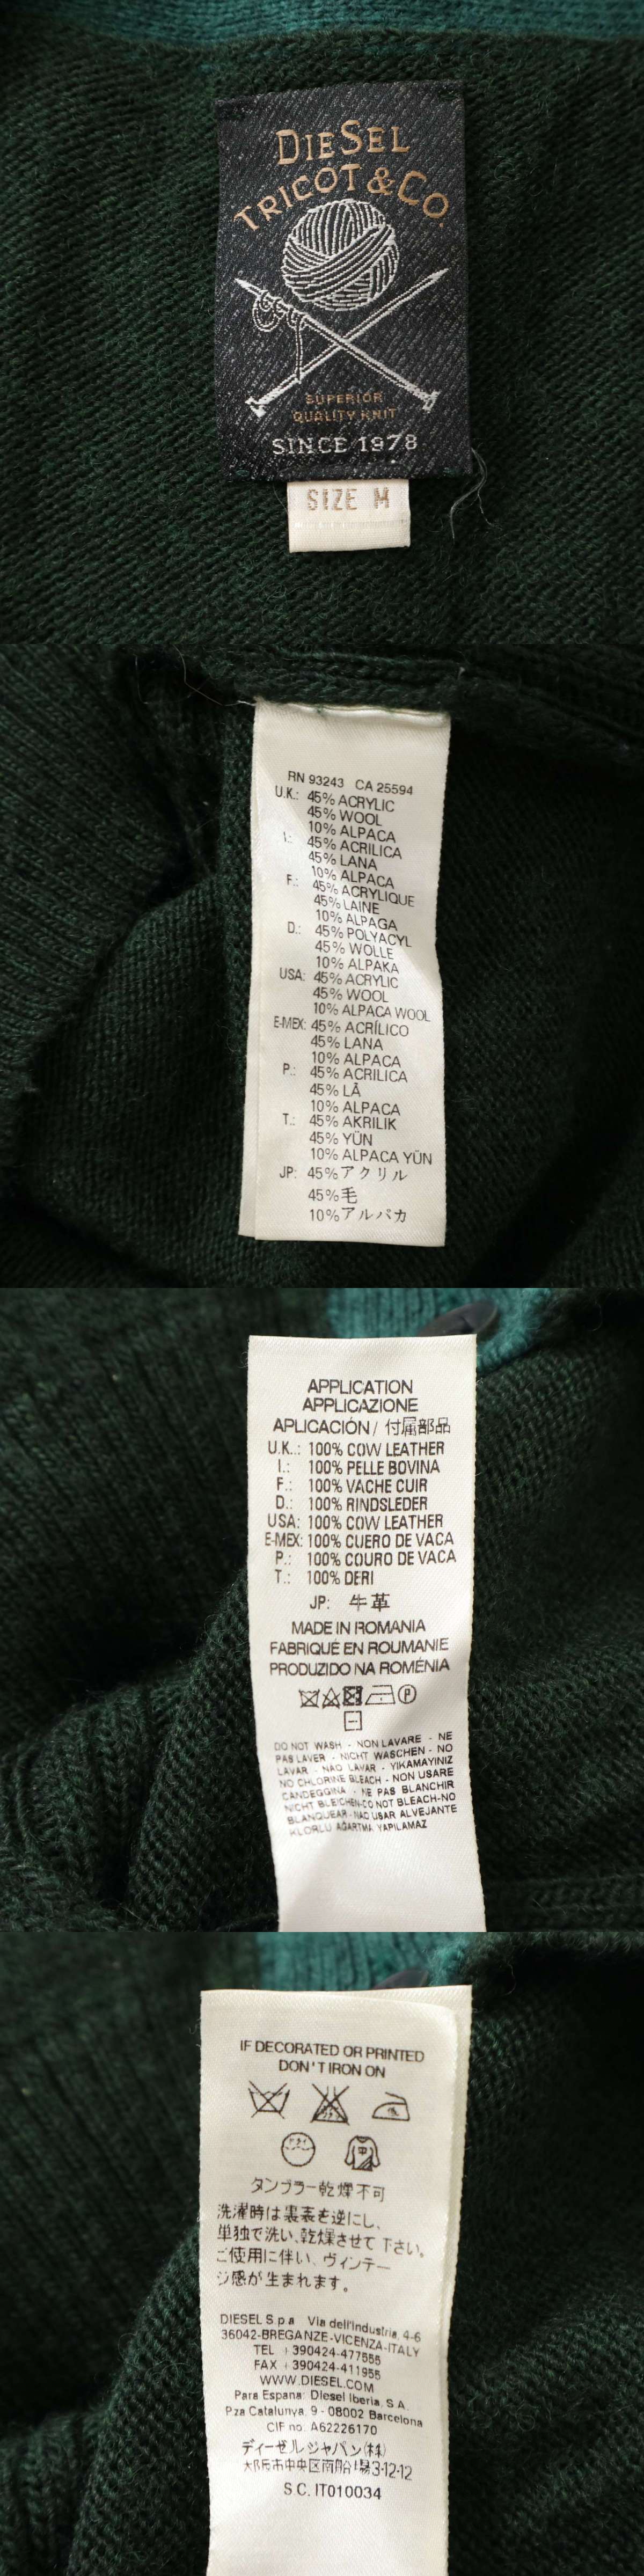 DIESEL
TRICOT & CO.
SUPERIOR
QUALITY KNIT
SINCE 1978
SIZE M
RN 93243 CA 25594
U.K.: 45% ACRYLIC
45% WOOL
10% ALPACA
I.: 45% ACRILICA
45% LANA
10% ALPACA
F.: 45% ACRYLIQUE
45% LAINE
10% ALPAGA
D.: 45% POLYACYL
45% WOLLE
10% ALPAKA
USA: 45% ACRYLIC
45% WOOL
10% ALPACA WOOL
E-MEX: 45% ACRÍLICO
45% LANA
10% ALPACA
P.: 45% ACRILICA
45% LÃ
10% ALPACA
T.: 45% AKRILIK
45% YÜN
10% ALPACA YÜN
JP: 45%アクリル
45%毛
10%アルパカ
APPLICATION
APPLICAZIONE
APLICACIÓN / 付属部品
U.K.: 100% COW LEATHER
I.: 100% PELLE BOVINA
F.: 100% VACHE CUIR
D.: 100% RINDSLEDER
USA: 100% COW LEATHER
E-MEX: 100% CUERO DE VACA
P.: 100% COURO DE VACA
T.: 100% DERI
JP: 牛革
MADE IN ROMANIA
FABRIQUÉ EN ROUMANIE
PRODUZIDO NA ROMÉNIA
P
DO NOT WASH - NON LAVARE - NE
PAS LAVER - NICHT WASCHEN - NO
LAVAR - NAO LAVAR - YIKAMAYINIZ
NO CHLORINE BLEACH - NON USARE
CANDEGGINA - NE PAS BLANCHIR
NICHT BLEICHEN-DO NOT BLEACH-NO
BLANQUEAR-NAO USAR ALVEJANTE
KLORLU AGARTMA YAPILAMAZ
IF DECORATED OR PRINTED
DON'T IRON ON
タンブラー乾燥不可
洗濯時は裏表を逆にし、
単独で洗い、乾燥させて下さい。
ご使用に伴い、ヴィンテー
ジ感が生まれます。
DIESEL S.p.a Via dell'Industria, 4-6
36042-BREGANZE-VICENZA-ITALY
TEL +390424-477555
FAX +390424-411955
WWW.DIESEL.COM
Para Espana: Diesel Iberia, S.A.
Pza Catalunya, 9 - 08002 Barcelona
CIF no. A62226170
ディーゼルジャパン(株)
大阪市中央区南船場3-12-12
S.C. IT010034